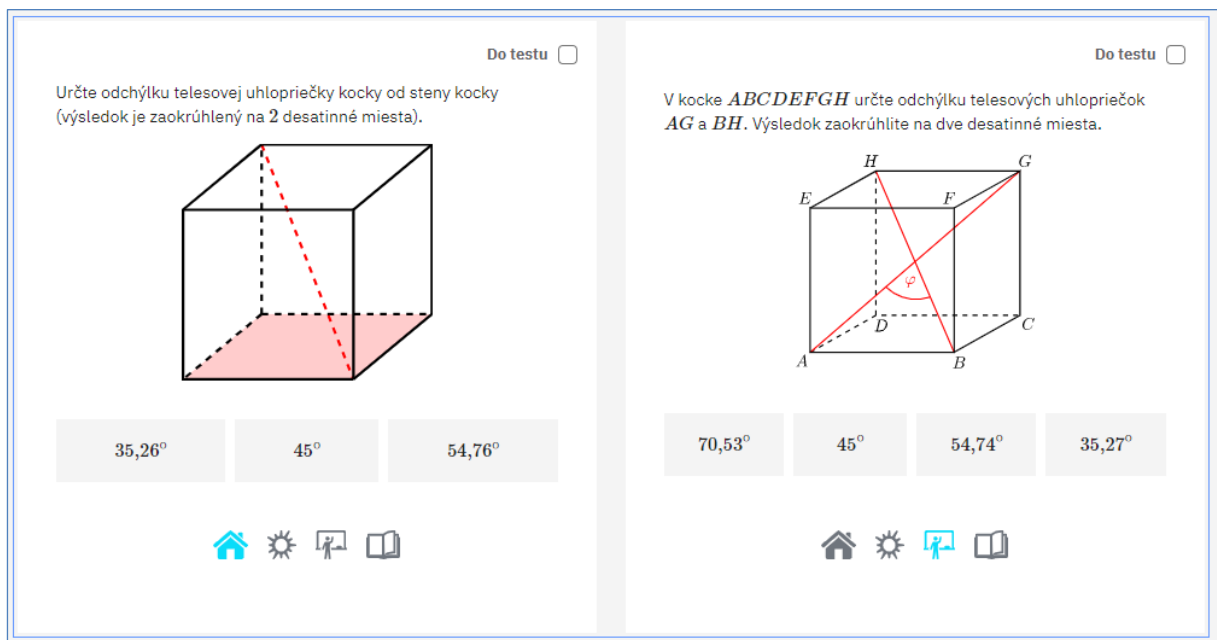 Do testu
Určte odchýlku telesovej uhlopriečky kocky od steny kocky
(výsledok je zaokrúhlený na 2 desatinné miesta).
35,26°
45°
54,76°
Do testu
V kocke ABCDEFGH určte odchýlku telesových uhlopriečok
AG a BH. Výsledok zaokrúhlite na dve desatinné miesta.
H
G
E
F
φ
D
C
A
B
70,53°
45°
54,74°
35,27°